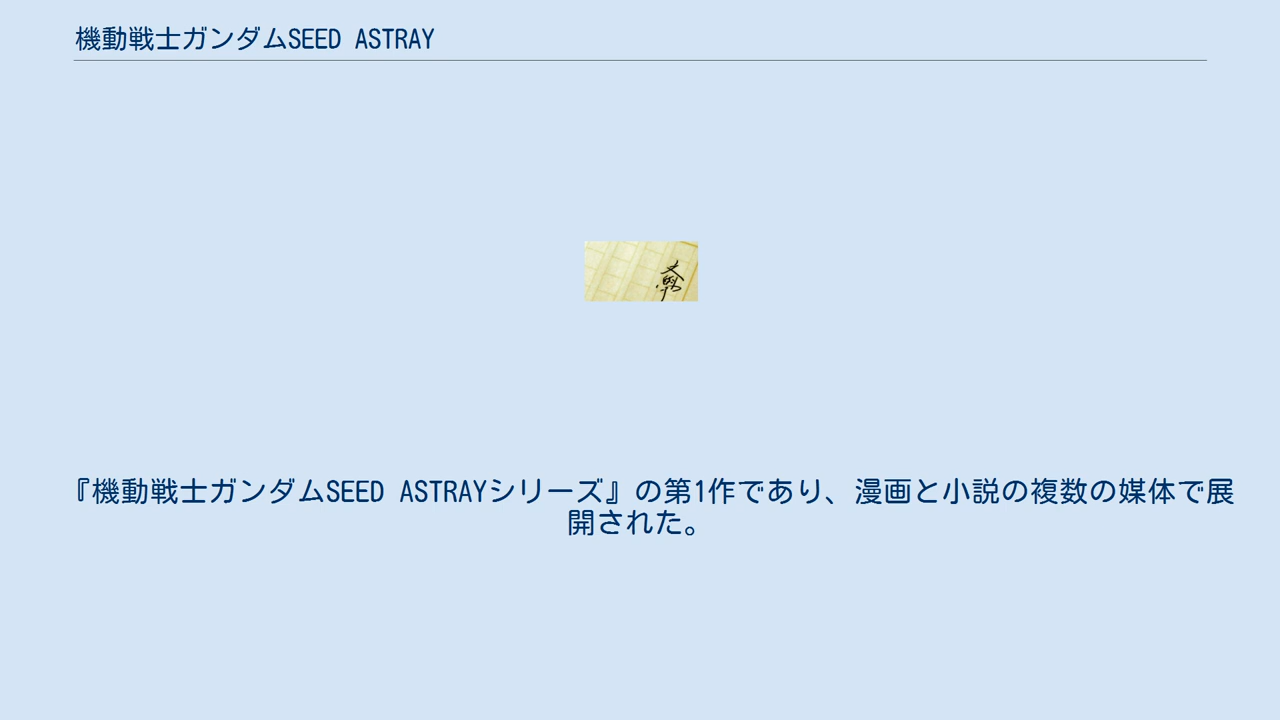 機動戦士ガンダムSEED ASTRAY
『機動戦士ガンダムSEED ASTRAYシリーズ』の第1作であり、漫画と小説の複数の媒体で展
開された。